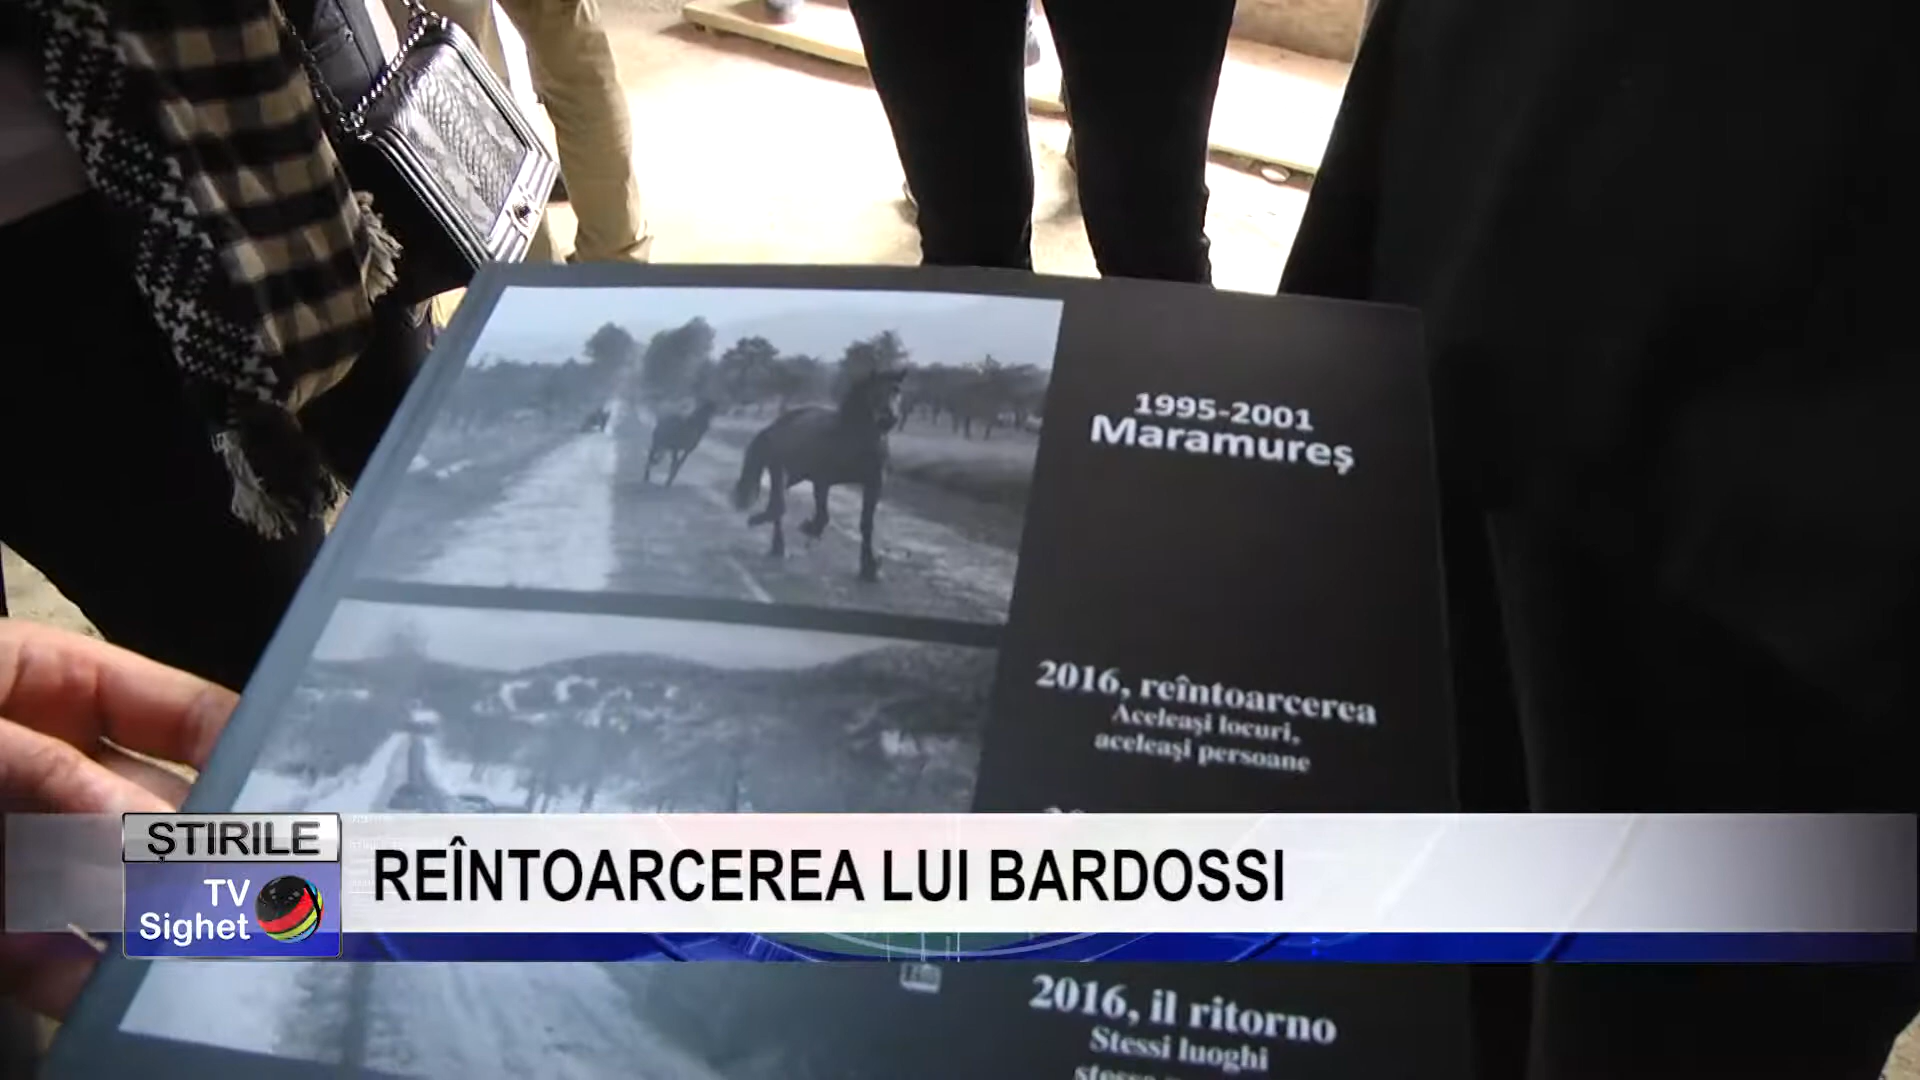 1995-2001
Maramureş
2016, reîntoarcerea
Aceleaşi locuri,
aceleaşi persoane
ȘTIRILE
TV
Sighet
REÎNTOARCEREA LUI BARDOSSI
2016, il ritorno
Stessi luoghi